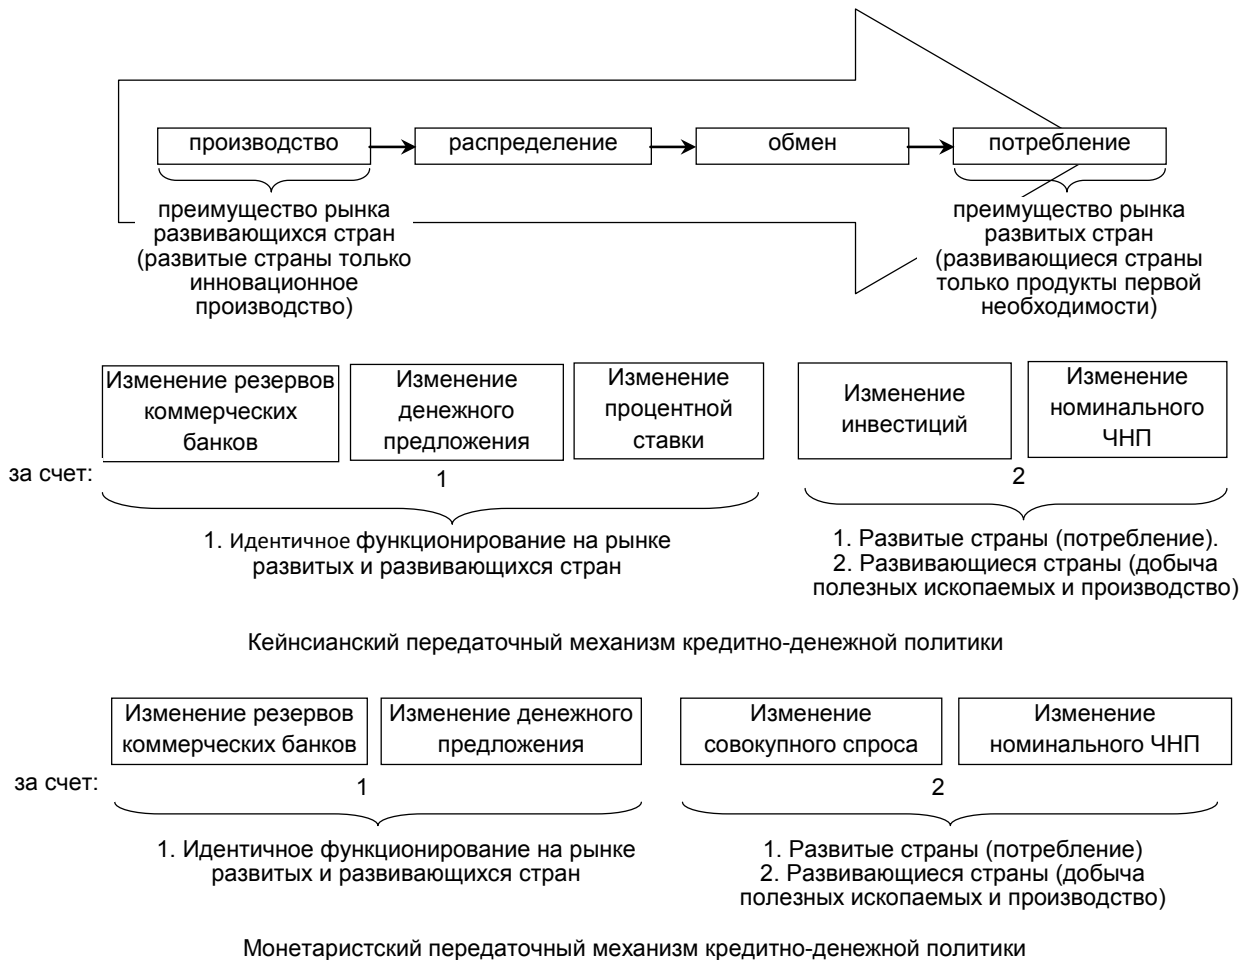 производство
распределение
обмен
потребление
преимущество рынка
развивающихся стран
(развитые страны только
инновационное
производство)
преимущество рынка
развитых стран
(развивающиеся страны
только продукты первой
необходимости)
Изменение резервов
коммерческих
банков
Изменение
денежного
предложения
Изменение
процентной
ставки
Изменение
инвестиций
Изменение
номинального
ЧНП
за счет:
1
2
1. Идентичное функционирование на рынке
развитых и развивающихся стран
1. Развитые страны (потребление).
2. Развивающиеся страны (добыча
полезных ископаемых и производство)
Кейнсианский передаточный механизм кредитно-денежной политики
Изменение резервов
коммерческих банков
Изменение денежного
предложения
Изменение
совокупного спроса
Изменение
номинального ЧНП
за счет:
1
2
1. Идентичное функционирование на рынке
развитых и развивающихся стран
1. Развитые страны (потребление)
2. Развивающиеся страны (добыча
полезных ископаемых и производство)
Монетаристский передаточный механизм кредитно-денежной политики